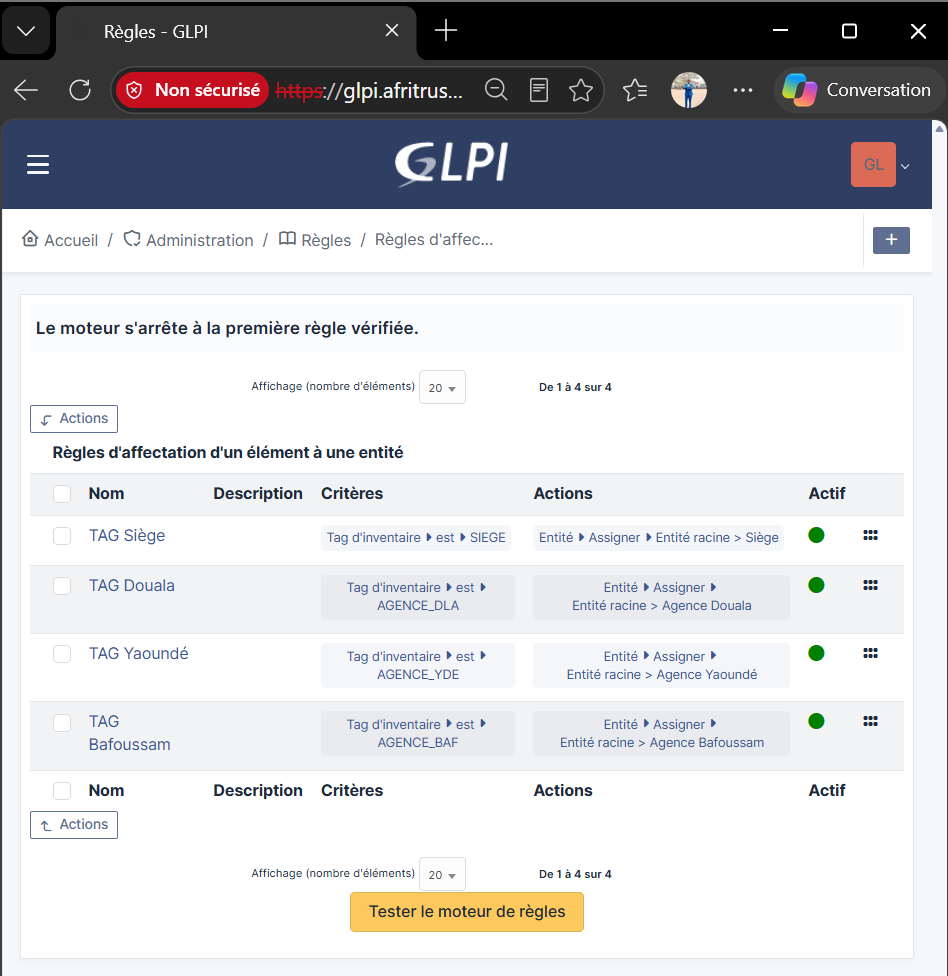 Règles - GLPI
Non sécurisé https://glpi.afritrus... Conversation
GLPI
GL
Accueil / Administration / Règles / Règles d'affec...
+
Le moteur s'arrête à la première règle vérifiée.
Affichage (nombre d'éléments) 20 De 1 à 4 sur 4
Actions
Règles d'affectation d'un élément à une entité
Nom Description Critères Actions Actif
TAG Siège Tag d'inventaire est SIEGE Entité Assigner Entité racine > Siège
TAG Douala Tag d'inventaire est Entité Assigner
AGENCE_DLA Entité racine > Agence Douala
TAG Yaoundé Tag d'inventaire est Entité Assigner
AGENCE_YDE Entité racine > Agence Yaoundé
TAG Tag d'inventaire est Entité Assigner
Bafoussam AGENCE_BAF Entité racine > Agence Bafoussam
Nom Description Critères Actions Actif
Actions
Affichage (nombre d'éléments) 20 De 1 à 4 sur 4
Tester le moteur de règles